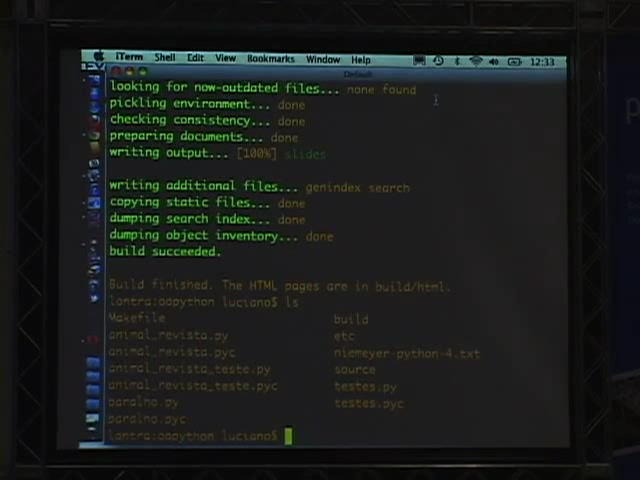 iTerm Shell Edit View Bookmarks Window Help 12:33
Default
looking for now-outdated files... none found
pickling environment... done
checking consistency... done
preparing documents... done
writing output... [100%] slides
writing additional files... genindex search
copying static files... done
dumping search index... done
dumping object inventory... done
build succeeded.
Build finished. The HTML pages are in build/html.
lontra:oopython luciano$ ls
Makefile build
animal_revista.py etc
animal_revista.pyc niemeyer-python-4.txt
animal_revista_teste.py source
animal_revista_teste.pyc testes.py
baralho.py testes.pyc
baralho.pyc
lontra:oopython luciano$